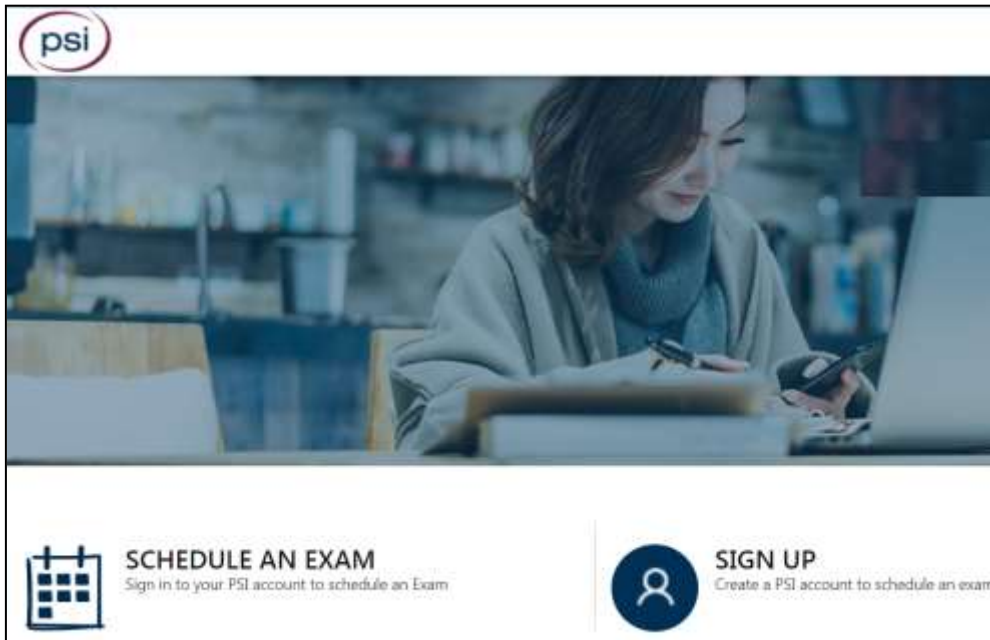 psi
SCHEDULE AN EXAM
Sign in to your PSI account to schedule an Exam
SIGN UP
Create a PSI account to schedule an exam